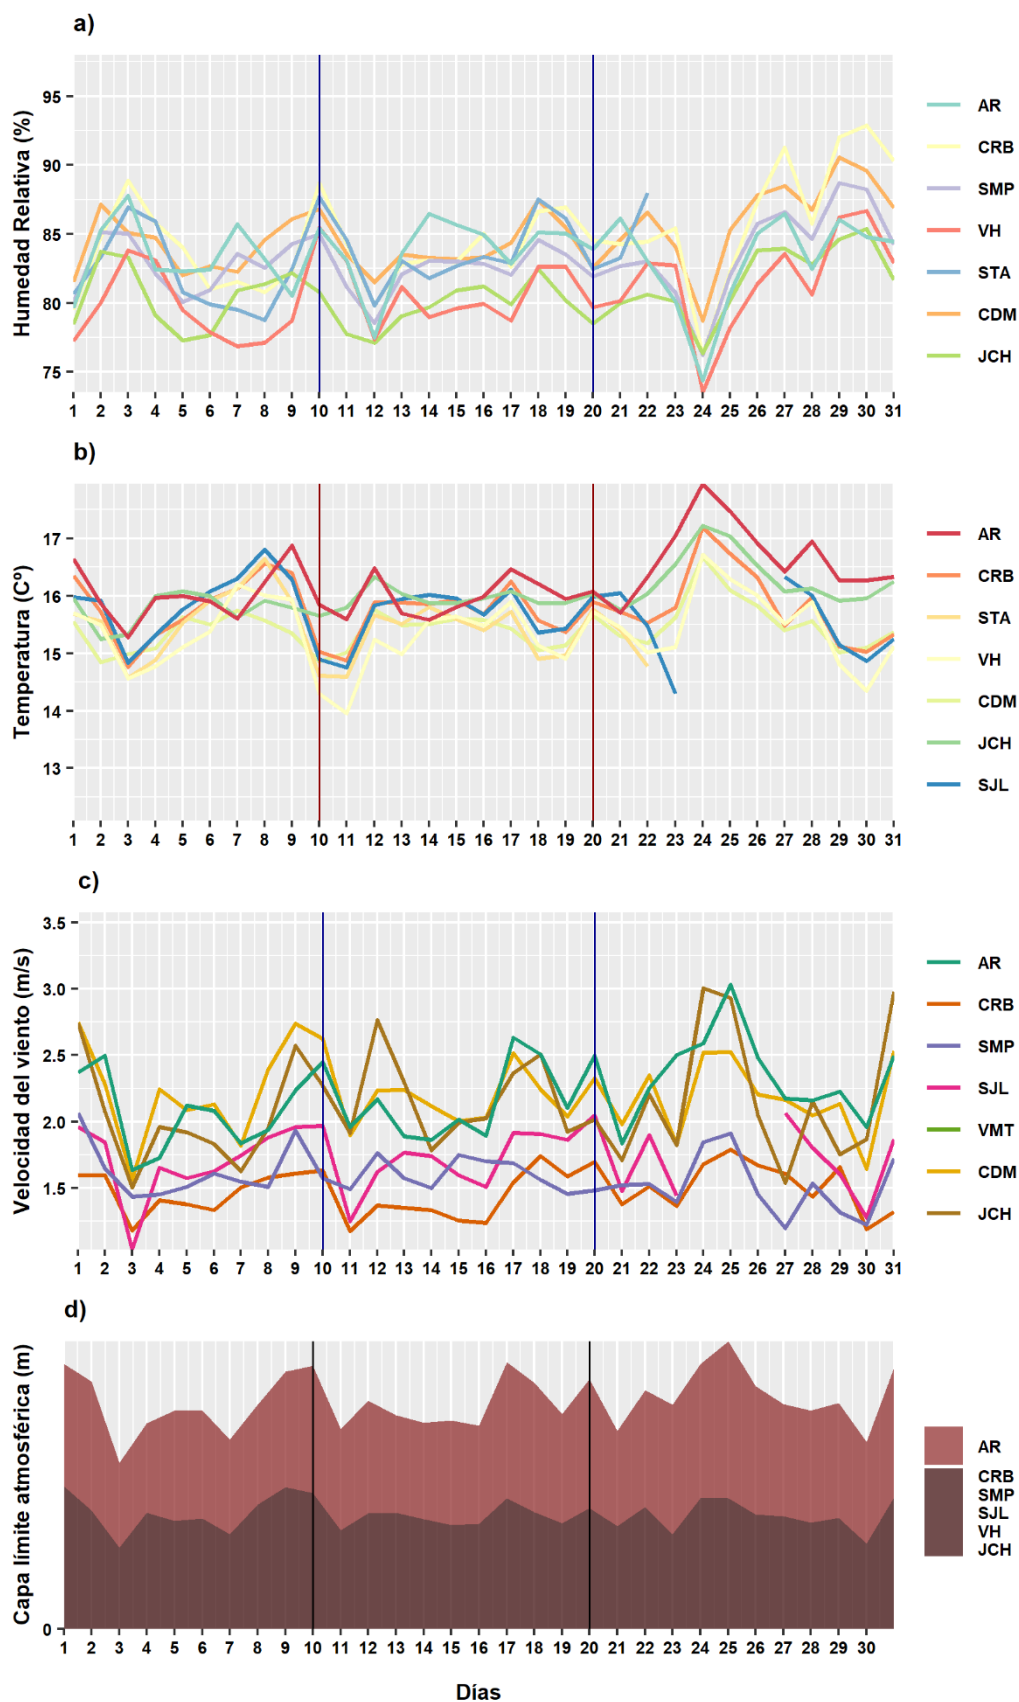 a)
Humedad Relativa (%)
95
90
85
80
75
1 2 3 4 5 6 7 8 9 10 11 12 13 14 15 16 17 18 19 20 21 22 23 24 25 26 27 28 29 30 31
AR
CRB
SMP
VH
STA
CDM
JCH
b)
Temperatura (Cº)
17
16
15
14
13
1 2 3 4 5 6 7 8 9 10 11 12 13 14 15 16 17 18 19 20 21 22 23 24 25 26 27 28 29 30 31
AR
CRB
STA
VH
CDM
JCH
SJL
c)
Velocidad del viento (m/s)
3.5
3.0
2.5
2.0
1.5
1 2 3 4 5 6 7 8 9 10 11 12 13 14 15 16 17 18 19 20 21 22 23 24 25 26 27 28 29 30 31
AR
CRB
SMP
SJL
VMT
CDM
JCH
d)
Capa límite atmosférica (m)
0
1 2 3 4 5 6 7 8 9 10 11 12 13 14 15 16 17 18 19 20 21 22 23 24 25 26 27 28 29 30
AR
CRB
SMP
SJL
VH
JCH
Días